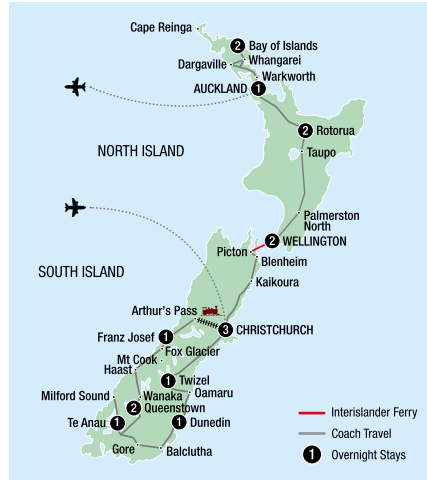 Cape Reinga
2 Bay of Islands
Whangarei
Dargaville
Warkworth
AUCKLAND 1
2 Rotorua
NORTH ISLAND
Taupo
Palmerston
North
2 WELLINGTON
Picton
Blenheim
SOUTH ISLAND
Kaikoura
Arthur's Pass
3 CHRISTCHURCH
Franz Josef 1
Fox Glacier
Mt Cook
Haast
1 Twizel
Oamaru
Milford Sound
Wanaka
2 Queenstown
Te Anau 1
1 Dunedin
Gore
Balclutha
Interislander Ferry
Coach Travel
1 Overnight Stays